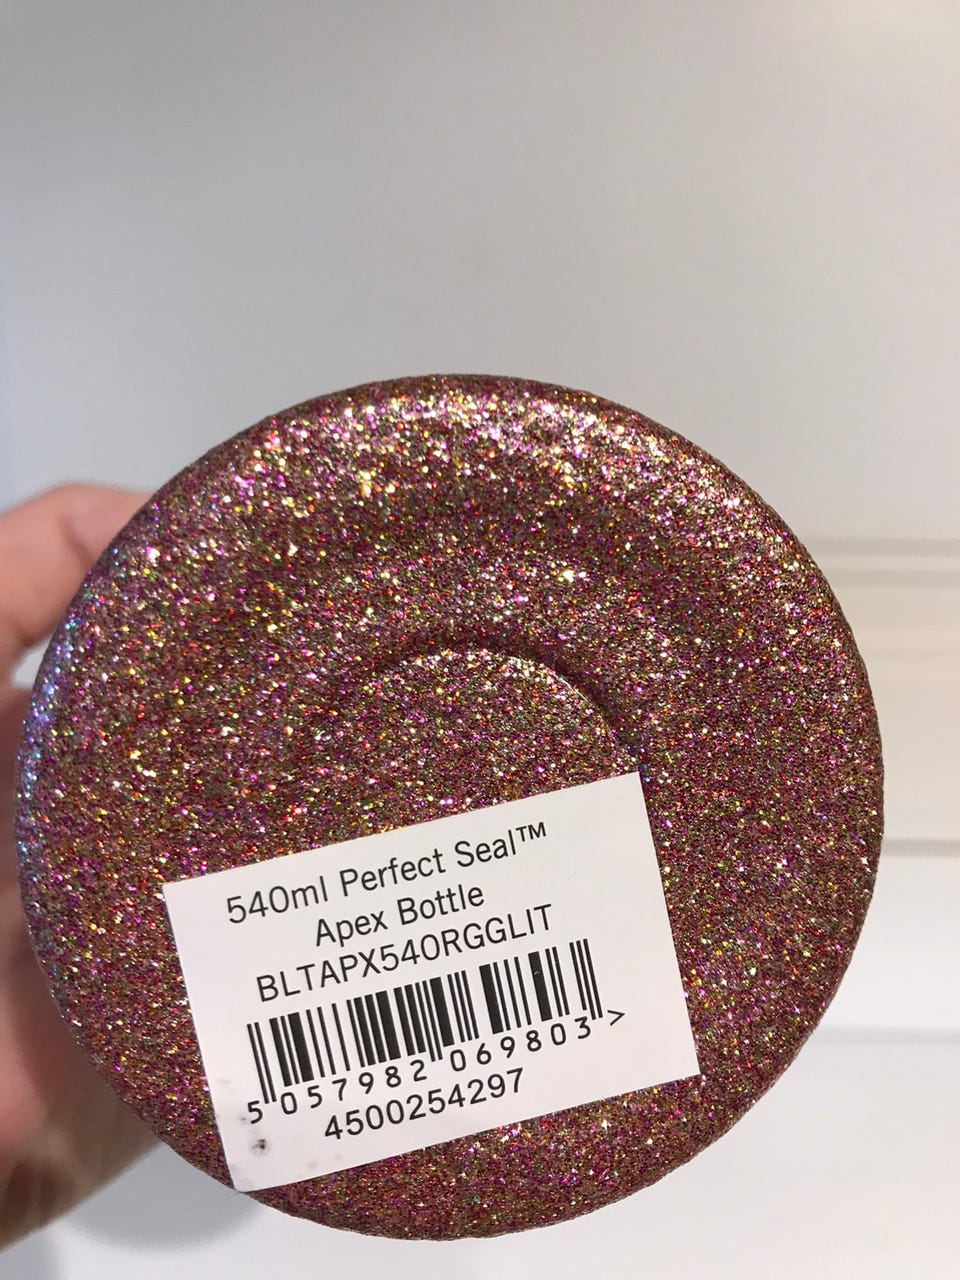 540ml Perfect Seal™
Apex Bottle
BLTAPX540RGGLIT
5 057982 069803 >
4500254297